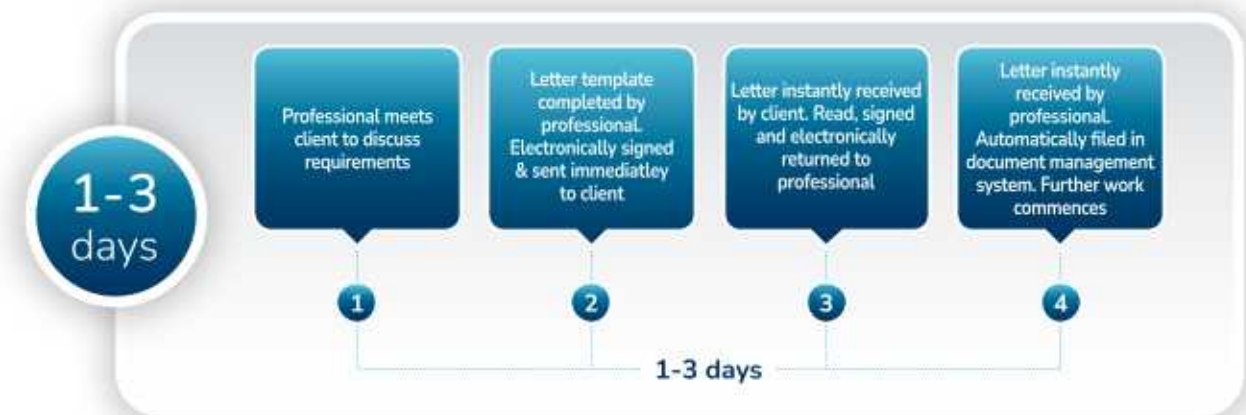 1-3
days
Professional meets
client to discuss
requirements
Letter template
completed by
professional.
Electronically signed
& sent immediatley
to client
Letter instantly received
by client. Read, signed
and electronically
returned to
professional
Letter instantly
received by
professional.
Automatically filed in
document management
system. Further work
commences
1
2
3
4
1-3 days